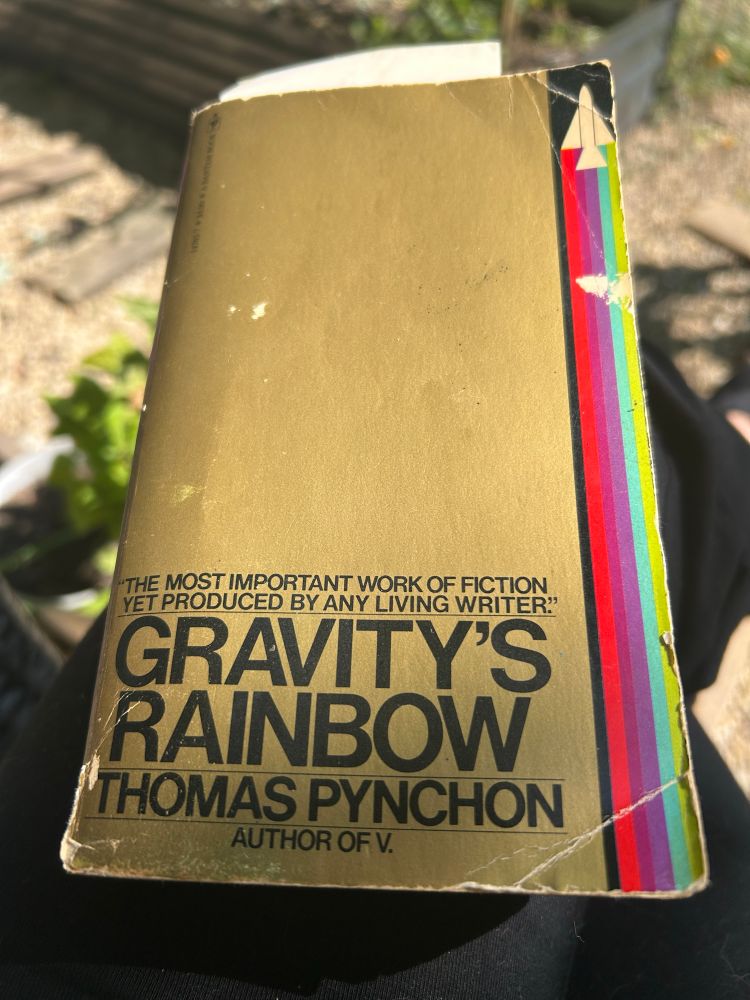 "THE MOST IMPORTANT WORK OF FICTION
YET PRODUCED BY ANY LIVING WRITER."
GRAVITY'S
RAINBOW
THOMAS PYNCHON
AUTHOR OF V.